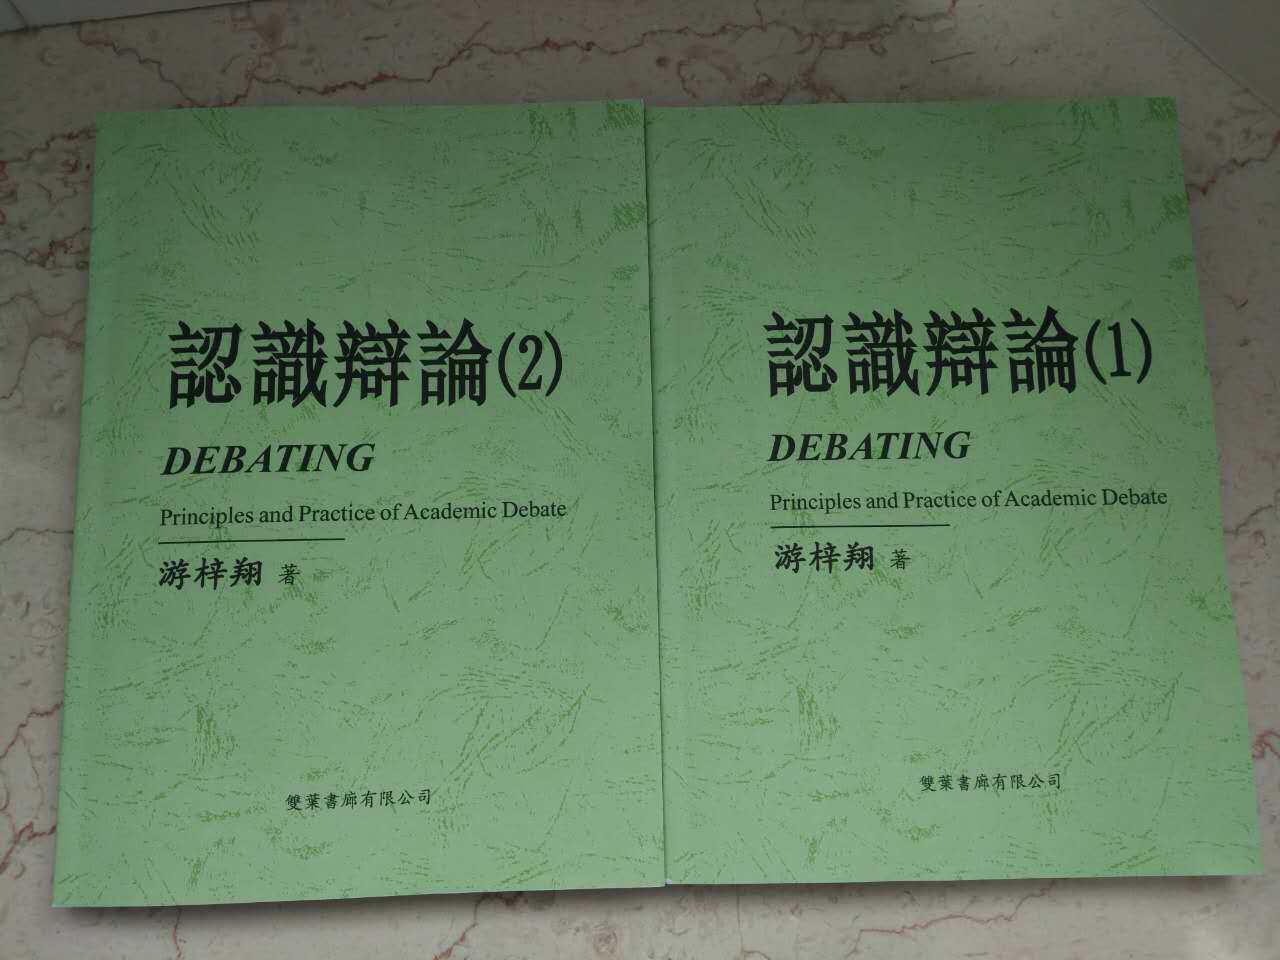 認識辯論(2)
DEBATING
Principles and Practice of Academic Debate
游梓翔 著
雙葉書廊有限公司
認識辯論(1)
DEBATING
Principles and Practice of Academic Debate
游梓翔 著
雙葉書廊有限公司